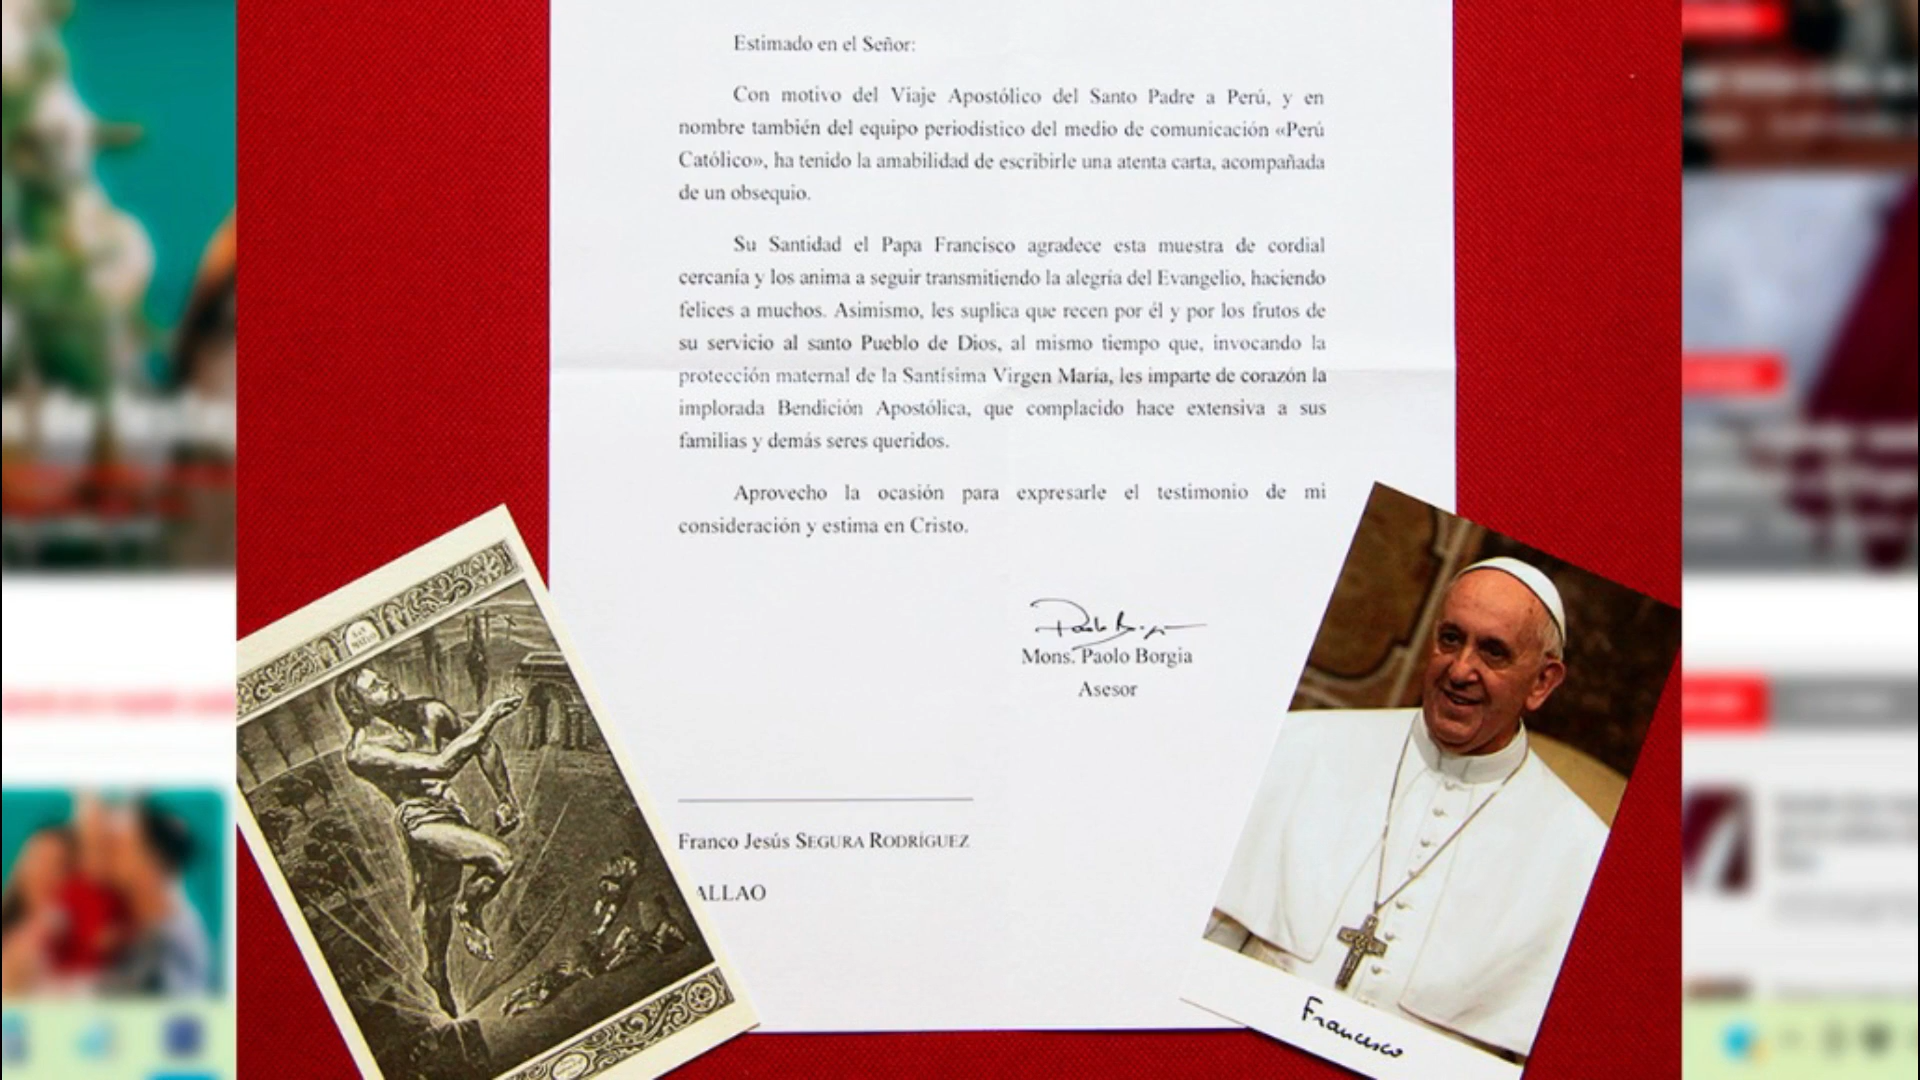 Estimado en el Señor:
Con motivo del Viaje Apostólico del Santo Padre a Perú, y en
nombre también del equipo periodístico del medio de comunicación «Perú
Católico», ha tenido la amabilidad de escribirle una atenta carta, acompañada
de un obsequio.
Su Santidad el Papa Francisco agradece esta muestra de cordial
cercanía y los anima a seguir transmitiendo la alegría del Evangelio, haciendo
felices a muchos. Asimismo, les suplica que recen por él y por los frutos de
su servicio al santo Pueblo de Dios, al mismo tiempo que, invocando la
protección maternal de la Santísima Virgen María, les imparte de corazón la
implorada Bendición Apostólica, que complacido hace extensiva a sus
familias y demás seres queridos.
Aprovecho la ocasión para expresarle el testimonio de mi
consideración y estima en Cristo.
Paolo Borgia
Mons. Paolo Borgia
Asesor
Franco Jesús SEGURA RODRÍGUEZ
ALLAO
Francesco